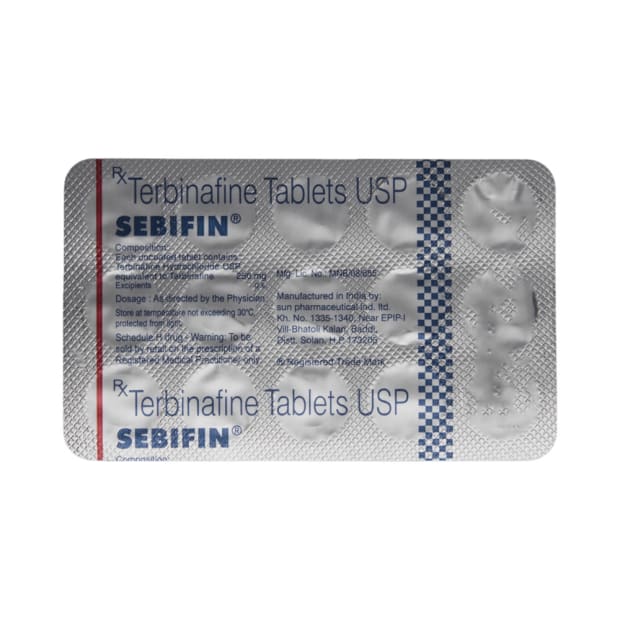 Rx Terbinafine Tablets USP
SEBIFIN®
Composition:
Each uncoated tablet contains:
Terbinafine Hydrochloride USP
equivalent to Terbinafine 250 mg
Excipients q.s.
Dosage : As directed by the Physician
Store at temperature not exceeding 30°C,
protected from light.
Schedule H drug - Warning: To be
sold by retail on the prescription of a
Registered Medical Practitioner only.
Mfg. Lic. No.: MNB/08/685
Manufactured in India by:
sun pharmaceutical Ind. ltd.
Kh. No. 1335-1340, Near EPIP-I
Vill-Bhatoli Kalan, Baddi,
Distt. Solan, H.P 173205
® Registered Trade Mark
Rx Terbinafine Tablets USP
SEBIFIN®
Composition: